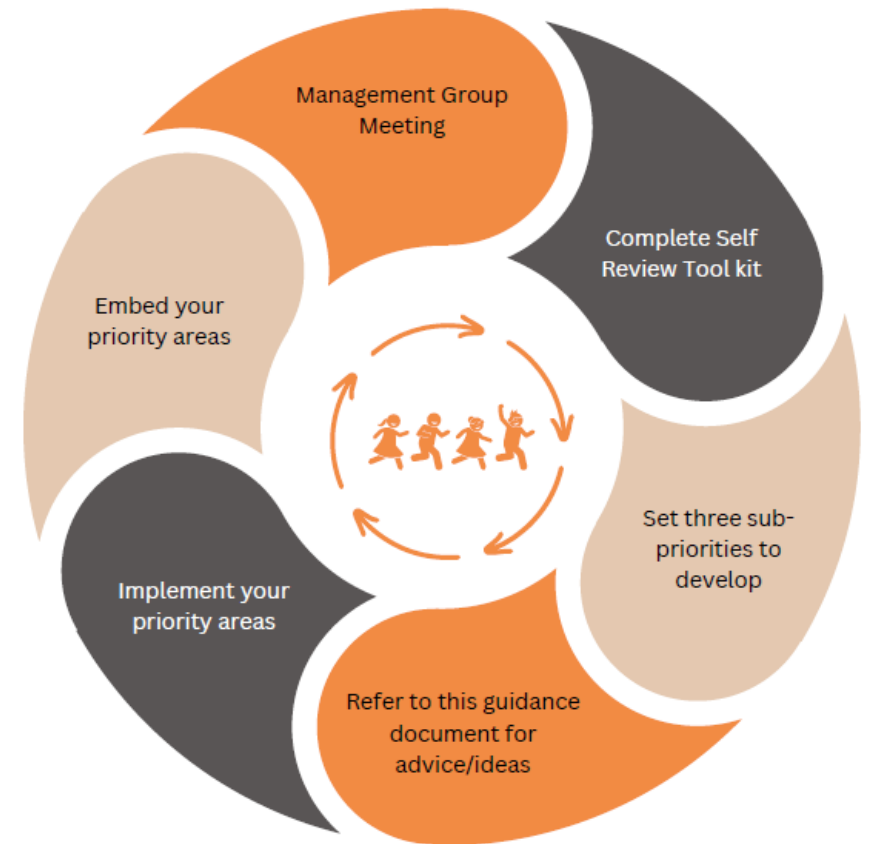 Management Group
Meeting
Complete Self
Review Tool kit
Set three sub-
priorities to
develop
Refer to this guidance
document for
advice/ideas
Implement your
priority areas
Embed your
priority areas